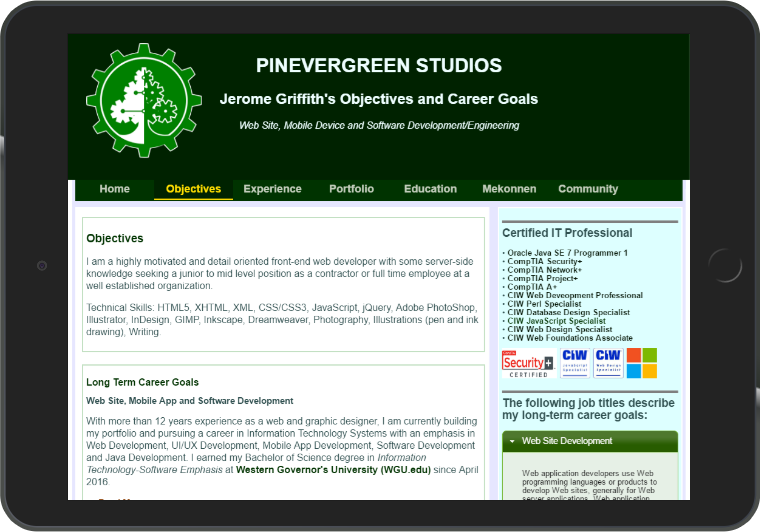 PINEVERGREEN STUDIOS
Jerome Griffith's Objectives and Career Goals
Web Site, Mobile Device and Software Development/Engineering
Home Objectives Experience Portfolio Education Mekonnen Community
Objectives
I am a highly motivated and detail oriented front-end web developer with some server-side
knowledge seeking a junior to mid level position as a contractor or full time employee at a
well established organization.
Technical Skills: HTML5, XHTML, XML, CSS/CSS3, JavaScript, jQuery, Adobe PhotoShop,
Illustrator, InDesign, GIMP, Inkscape, Dreamweaver, Photography, Illustrations (pen and ink
drawing), Writing.
Long Term Career Goals
Web Site, Mobile App and Software Development
With more than 12 years experience as a web and graphic designer, I am currently building
my portfolio and pursuing a career in Information Technology Systems with an emphasis in
Web Development, UI/UX Development, Mobile App Development, Software Development
and Java Development. I earned my Bachelor of Science degree in Information
Technology-Software Emphasis at Western Governor's University (WGU.edu) since April
2016.
Certified IT Professional
• Oracle Java SE 7 Programmer 1
• CompTIA Security+
• CompTIA Network+
• CompTIA Project+
• CompTIA A+
• CIW Web Deveopment Professional
• CIW Perl Specialist
• CIW Database Design Specialist
• CIW JavaScript Specialist
• CIW Web Design Specialist
• CIW Web Foundations Associate
Security+
CERTIFIED
CIW
JavaScript
Specialist
CIW
Web Design
Specialist
The following job titles describe
my long-term career goals:
Web Site Development
Web application developers use Web
programming languages or products to
develop Web sites, generally for Web
server applications. Web application